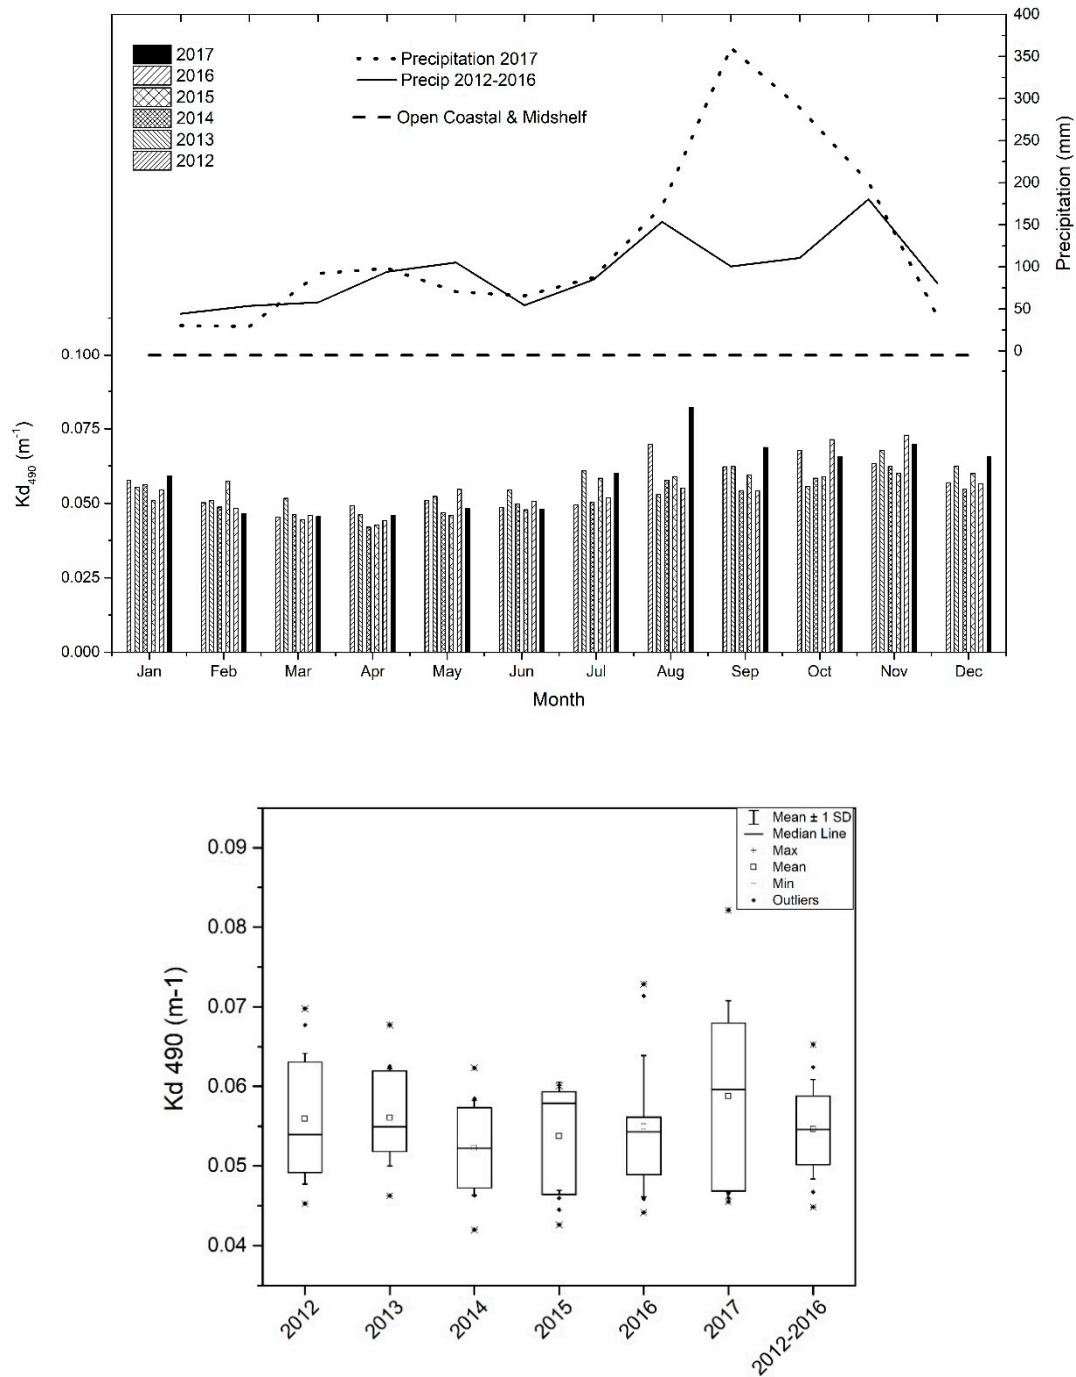 2017
2016
2015
2014
2013
2012
Precipitation 2017
Precip 2012-2016
Open Coastal & Midshelf
400
350
300
250
200
150
100
50
0
Precipitation (mm)
0.100
0.075
0.050
0.025
0.000
Kd490 (m-1)
Jan Feb Mar Apr May Jun Jul Aug Sep Oct Nov Dec
Month
Mean ± 1 SD
Median Line
Max
Mean
Min
Outliers
0.09
0.08
0.07
0.06
0.05
0.04
Kd 490 (m-1)
2012 2013 2014 2015 2016 2017 2012-2016